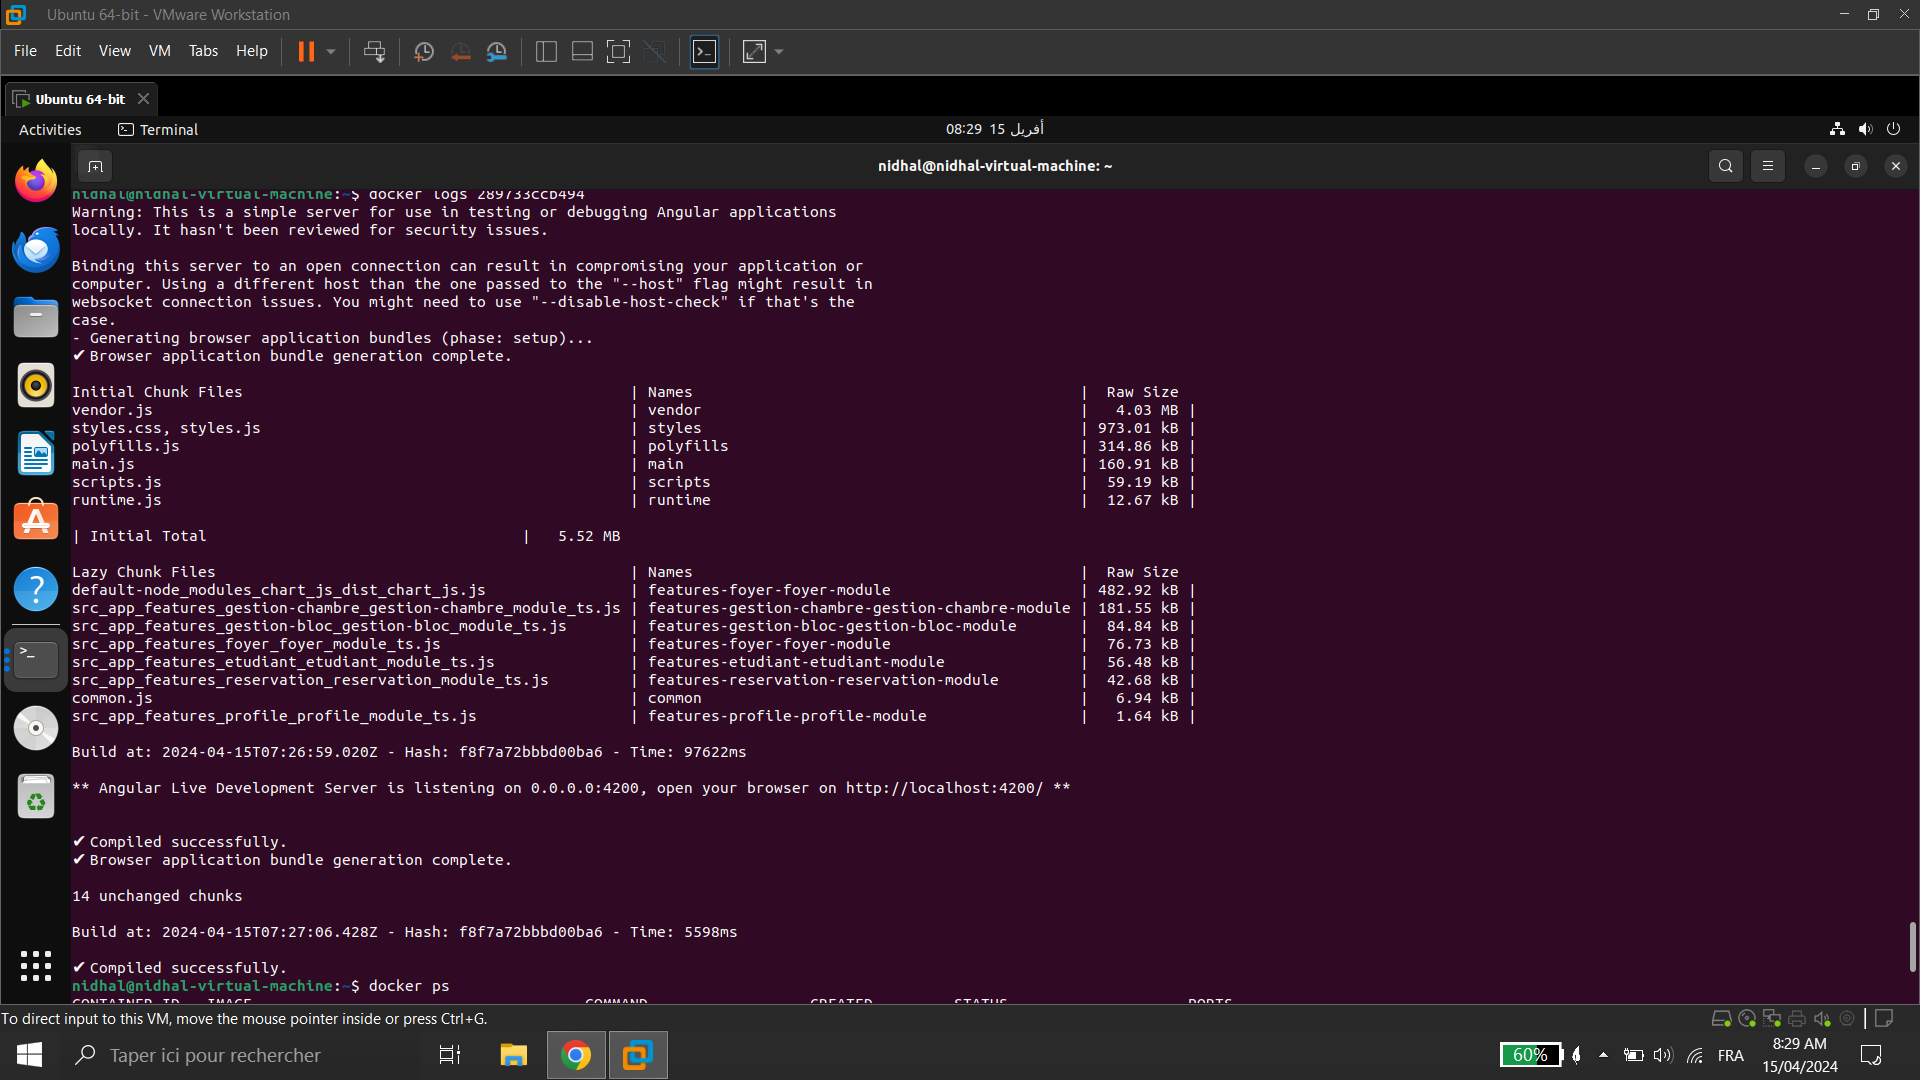 Ubuntu 64-bit - VMware Workstation
File Edit View VM Tabs Help
Ubuntu 64-bit
Activities Terminal
08:29 15 أفريل
nidhal@nidhal-virtual-machine: ~
nidhal@nidhal-virtual-machine:~$ docker logs 289733ccb494
Warning: This is a simple server for use in testing or debugging Angular applications
locally. It hasn't been reviewed for security issues.
Binding this server to an open connection can result in compromising your application or
computer. Using a different host than the one passed to the "--host" flag might result in
websocket connection issues. You might need to use "--disable-host-check" if that's the
case.
- Generating browser application bundles (phase: setup)...
✔ Browser application bundle generation complete.
Initial Chunk Files | Names | Raw Size
vendor.js | vendor | 4.03 MB |
styles.css, styles.js | styles | 973.01 kB |
polyfills.js | polyfills | 314.86 kB |
main.js | main | 160.91 kB |
scripts.js | scripts | 59.19 kB |
runtime.js | runtime | 12.67 kB |
| Initial Total | 5.52 MB
Lazy Chunk Files | Names | Raw Size
default-node_modules_chart_js_dist_chart_js.js | features-foyer-foyer-module | 482.92 kB |
src_app_features_gestion-chambre_gestion-chambre_module_ts.js | features-gestion-chambre-gestion-chambre-module | 181.55 kB |
src_app_features_gestion-bloc_gestion-bloc_module_ts.js | features-gestion-bloc-gestion-bloc-module | 84.84 kB |
src_app_features_foyer_foyer_module_ts.js | features-foyer-foyer-module | 76.73 kB |
src_app_features_etudiant_etudiant_module_ts.js | features-etudiant-etudiant-module | 56.48 kB |
src_app_features_reservation_reservation_module_ts.js | features-reservation-reservation-module | 42.68 kB |
common.js | common | 6.94 kB |
src_app_features_profile_profile_module_ts.js | features-profile-profile-module | 1.64 kB |
Build at: 2024-04-15T07:26:59.020Z - Hash: f8f7a72bbbd00ba6 - Time: 97622ms
** Angular Live Development Server is listening on 0.0.0.0:4200, open your browser on http://localhost:4200/ **
✔ Compiled successfully.
✔ Browser application bundle generation complete.
14 unchanged chunks
Build at: 2024-04-15T07:27:06.428Z - Hash: f8f7a72bbbd00ba6 - Time: 5598ms
✔ Compiled successfully.
nidhal@nidhal-virtual-machine:~$ docker ps
CONTAINER ID IMAGE COMMAND CREATED STATUS PORTS
To direct input to this VM, move the mouse pointer inside or press Ctrl+G.
Taper ici pour rechercher
60%
FRA
8:29 AM
15/04/2024